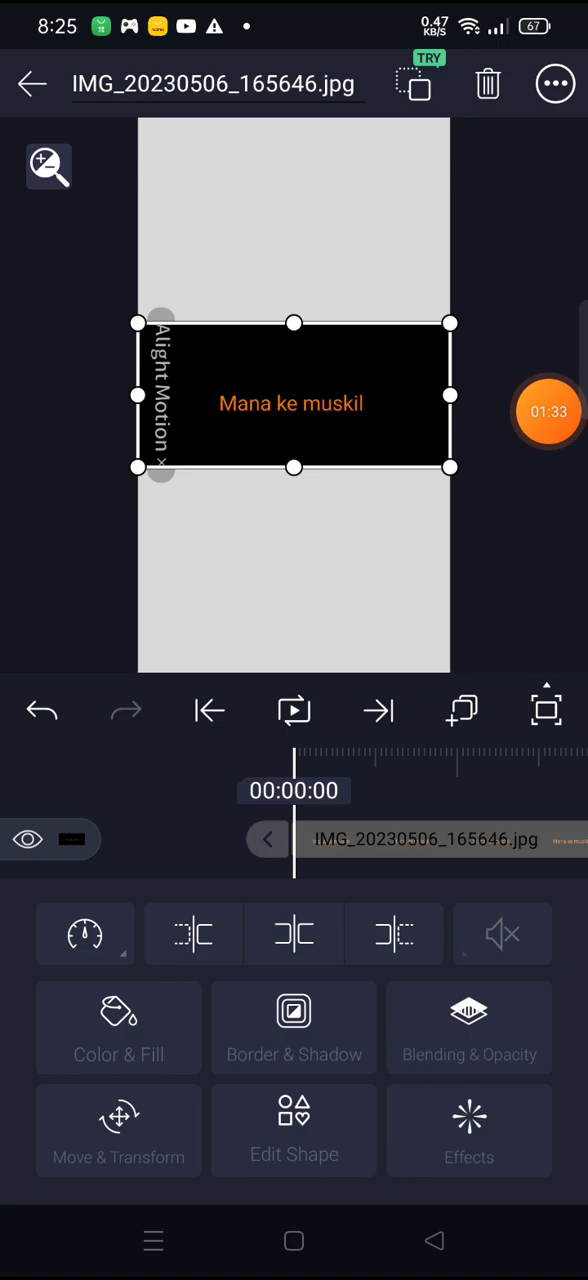 8:25
0.47
KB/S
67
TRY
IMG_20230506_165646.jpg
Alight Motion ×
Mana ke muskil
01:33
00:00:00
IMG_20230506_165646.jpg
Color & Fill
Border & Shadow
Blending & Opacity
Move & Transform
Edit Shape
Effects